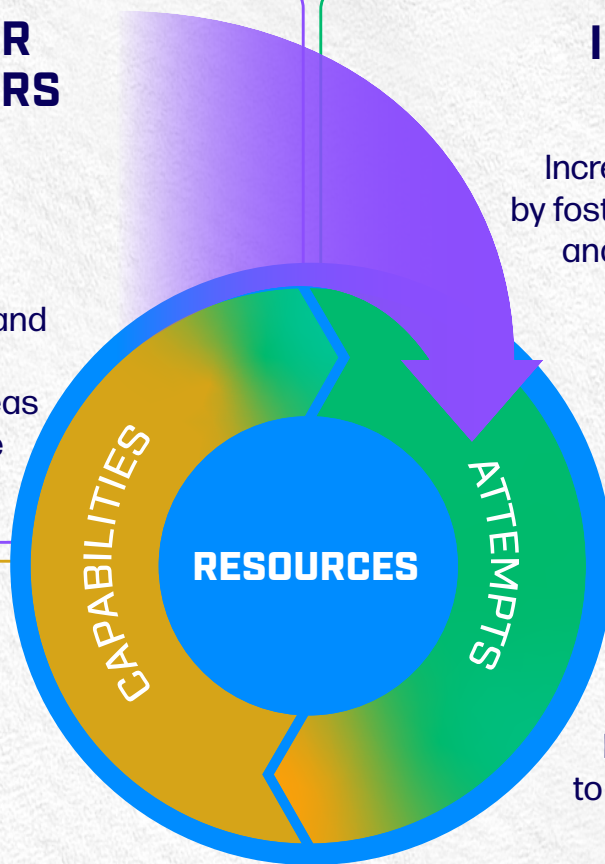 R
RS
I
Incre
by fost
and
and
eas
e
CAPABILITIES
RESOURCES
ATTEMPTS
to